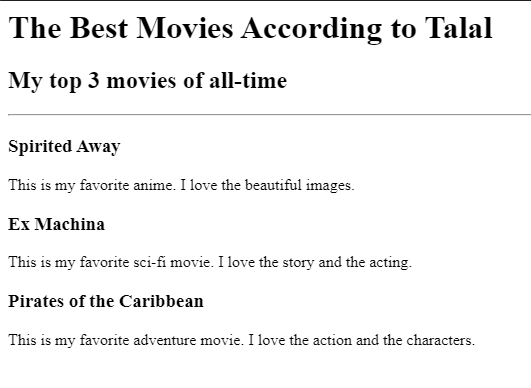 The Best Movies According to Talal
My top 3 movies of all-time
Spirited Away
This is my favorite anime. I love the beautiful images.
Ex Machina
This is my favorite sci-fi movie. I love the story and the acting.
Pirates of the Caribbean
This is my favorite adventure movie. I love the action and the characters.